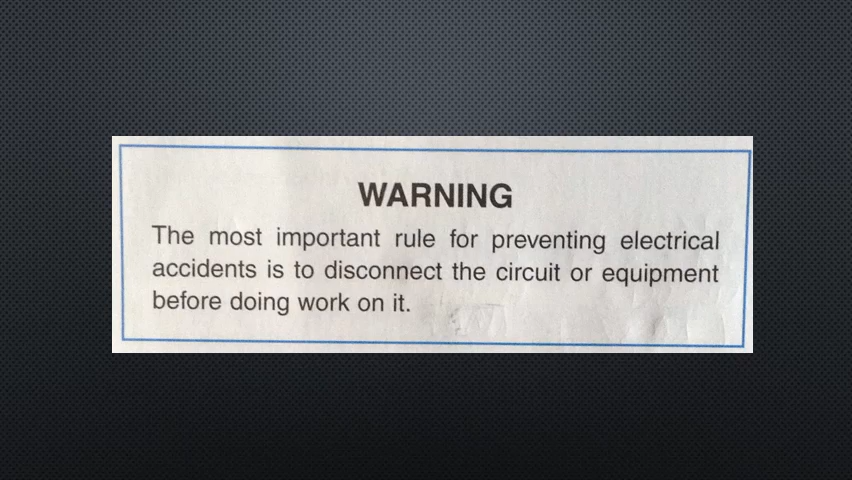 WARNING
The most important rule for preventing electrical
accidents is to disconnect the circuit or equipment
before doing work on it.